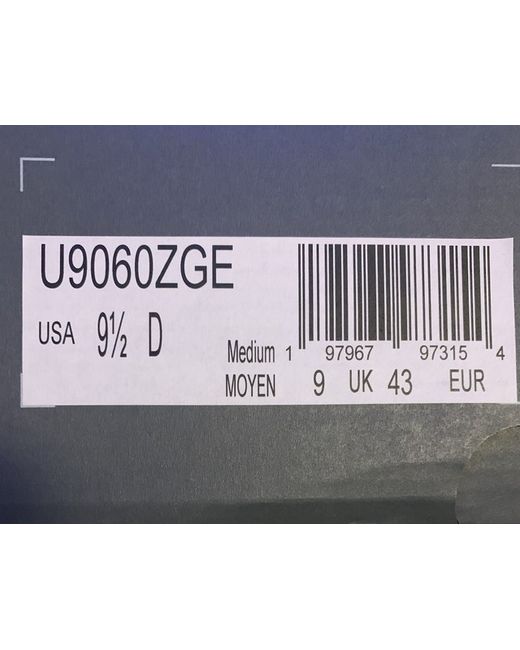 U9060ZGE
USA 9½ D
Medium 1 97967 97315 4
MOYEN 9 UK 43 EUR